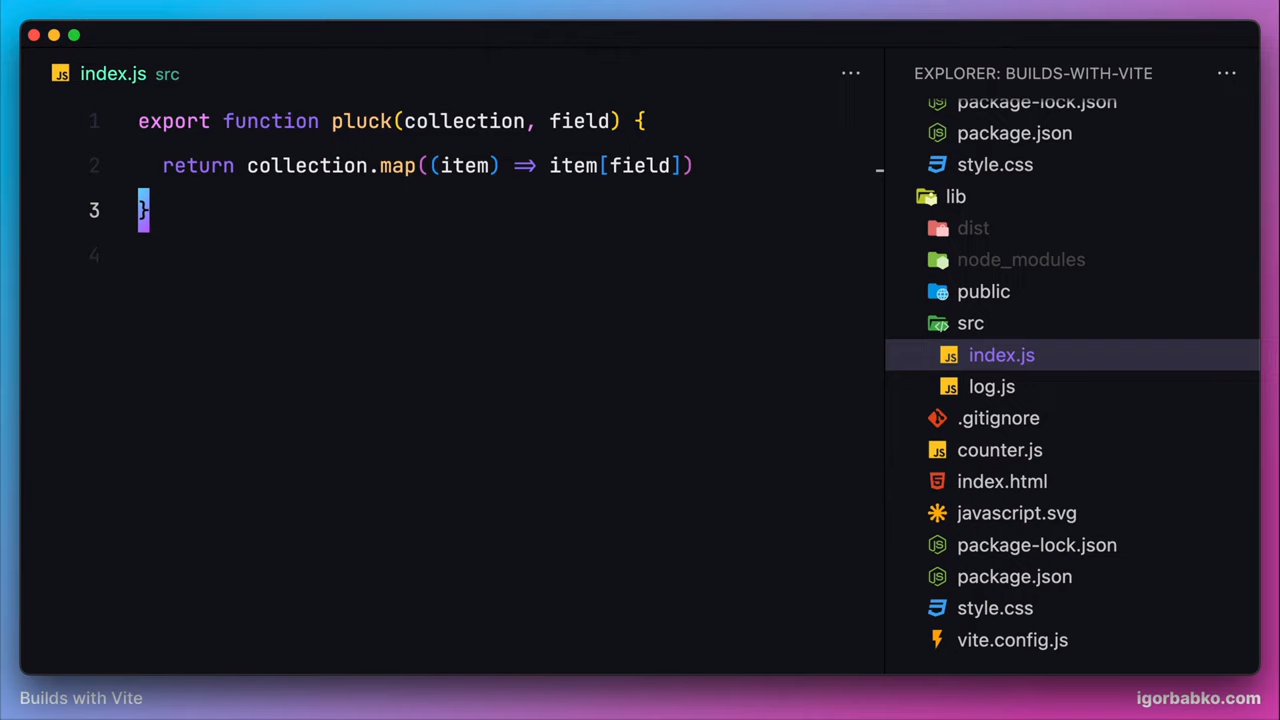 index.js src
1 export function pluck(collection, field) {
2 return collection.map((item) => item[field])
3 }
4
EXPLORER: BUILDS-WITH-VITE
package-lock.json
package.json
style.css
lib
dist
node_modules
public
src
index.js
log.js
.gitignore
counter.js
index.html
javascript.svg
package-lock.json
package.json
style.css
vite.config.js
Builds with Vite
igorbabko.com